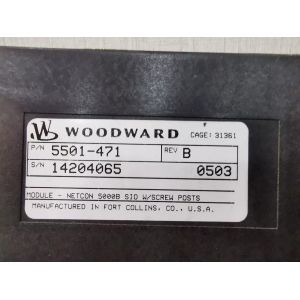 WOODWARD CAGE: 31361
P/N 5501-471 REV B
S/N 14204065 0503
MODULE - NETCON 5000B SIO W/SCREW POSTS
MANUFACTURED IN FORT COLLINS, CO., U.S.A.